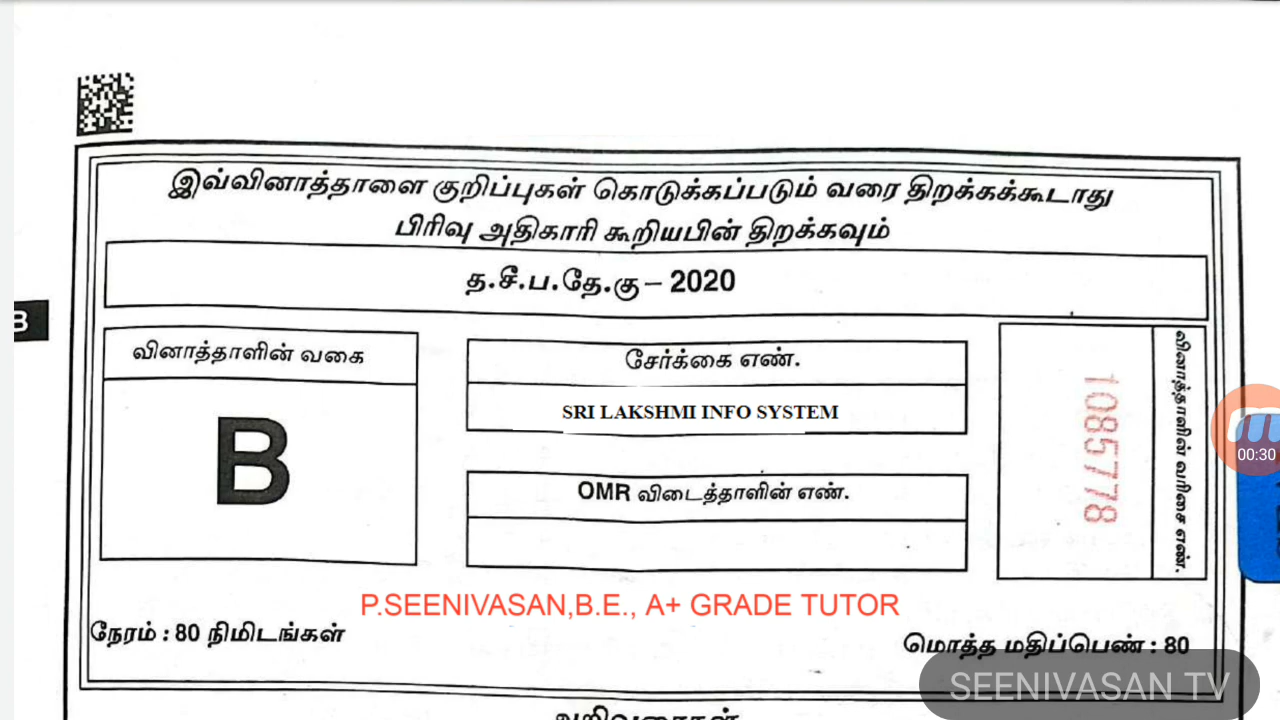 இவ்வினாத்தாளை குறிப்புகள் கொடுக்கப்படும் வரை திறக்கக்கூடாது
பிரிவு அதிகாரி கூறியபின் திறக்கவும்
த.சீ.ப.தே.கு – 2020
B
வினாத்தாளின் வகை
B
சேர்க்கை எண்.
SRI LAKSHMI INFO SYSTEM
OMR விடைத்தாளின் எண்.
1085778
வினாத்தாளின் வரிசை எண்.
00:30
P.SEENIVASAN,B.E., A+ GRADE TUTOR
நேரம் : 80 நிமிடங்கள்
மொத்த மதிப்பெண் : 80
SEENIVASAN TV